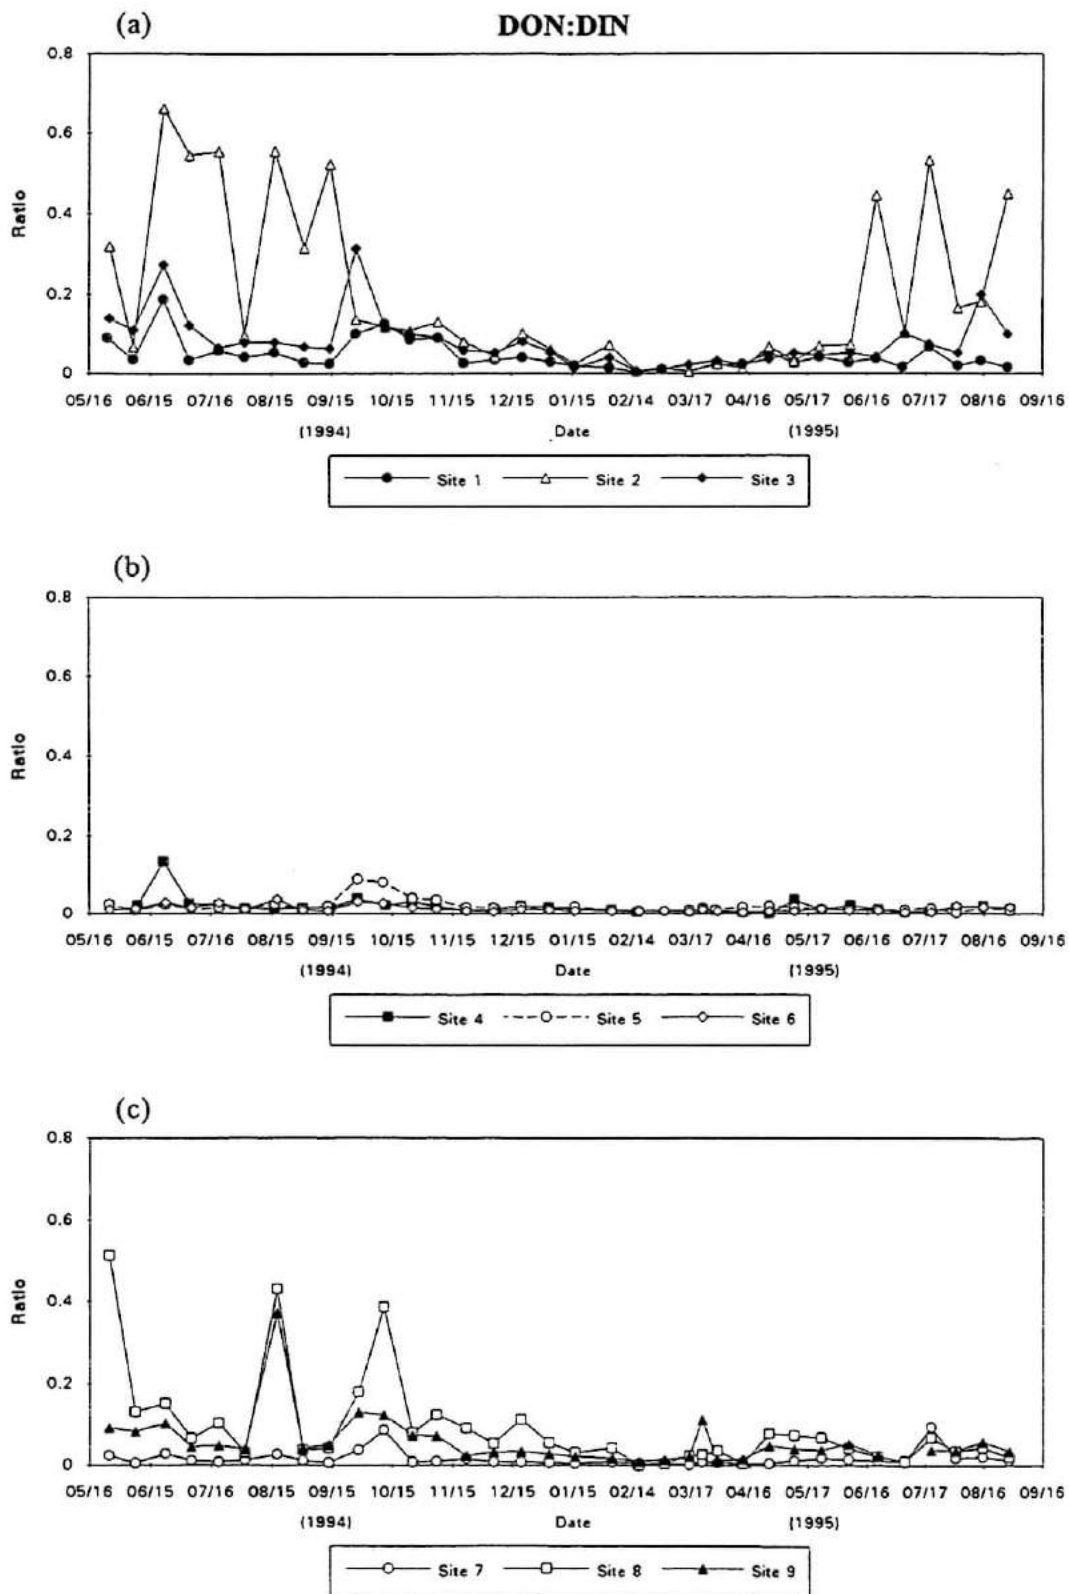 (a) DON:DIN
0.8
0.6
Ratio
0.4
0.2
0
05/16 06/15 07/16 08/15 09/15 10/15 11/15 12/15 01/15 02/14 03/17 04/16 05/17 06/16 07/17 08/16 09/16
(1994) Date (1995)
Site 1 Site 2 Site 3
(b)
0.8
0.6
Ratio
0.4
0.2
0
05/16 06/15 07/16 08/15 09/15 10/15 11/15 12/15 01/15 02/14 03/17 04/16 05/17 06/16 07/17 08/16 09/16
(1994) Date (1995)
Site 4 Site 5 Site 6
(c)
0.8
0.6
Ratio
0.4
0.2
0
05/16 06/15 07/16 08/15 09/15 10/15 11/15 12/15 01/15 02/14 03/17 04/16 05/17 06/16 07/17 08/16 09/16
(1994) Date (1995)
Site 7 Site 8 Site 9